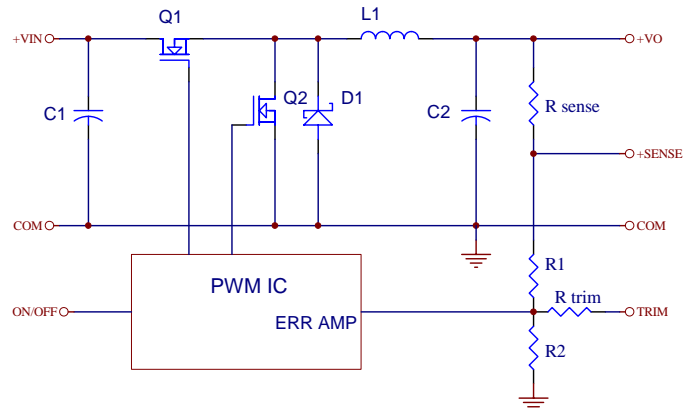 Q1
L1
+VIN
+VO
C1
Q2
D1
C2
R sense
+SENSE
COM
COM
R1
PWM IC
R trim
ON/OFF
TRIM
ERR AMP
R2